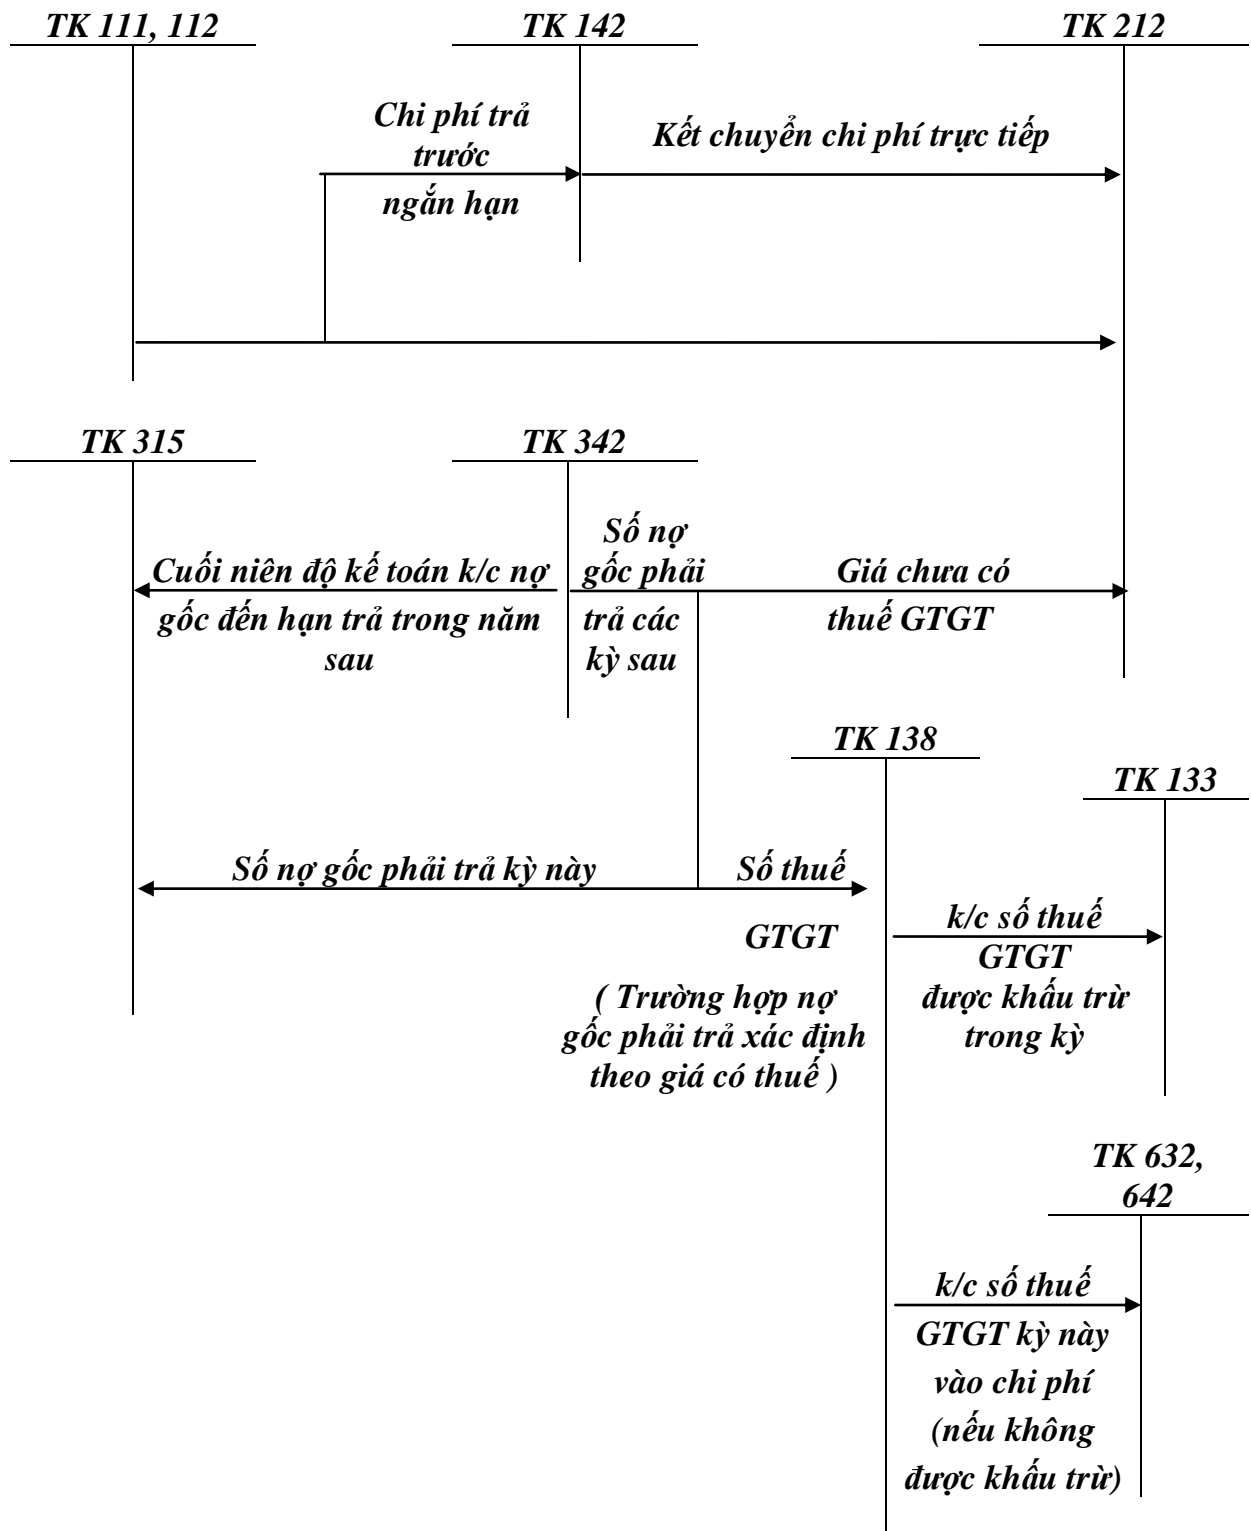 TK 111, 112
TK 142
TK 212
Chi phí trả
trước
ngắn hạn
Kết chuyển chi phí trực tiếp
TK 315
TK 342
Cuối niên độ kế toán k/c nợ
gốc đến hạn trả trong năm
sau
Số nợ
gốc phải
trả các
kỳ sau
Giá chưa có
thuế GTGT
TK 138
TK 133
Số nợ gốc phải trả kỳ này
Số thuế
GTGT
( Trường hợp nợ
gốc phải trả xác định
theo giá có thuế )
k/c số thuế
GTGT
được khấu trừ
trong kỳ
TK 632,
642
k/c số thuế
GTGT kỳ này
vào chi phí
(nếu không
được khấu trừ)